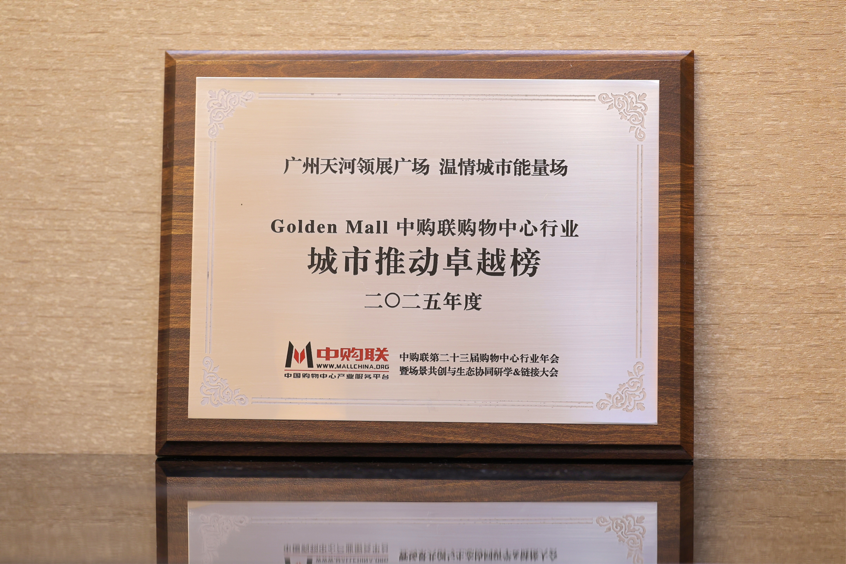 广州天河领展广场 温情城市能量场
Golden Mall 中购联购物中心行业
城市推动卓越榜
二〇二五年度
中购联
WWW.MALLCHINA.ORG
中国购物中心产业服务平台
中购联第二十三届购物中心行业年会
暨场景共创与生态协同研学&链接大会